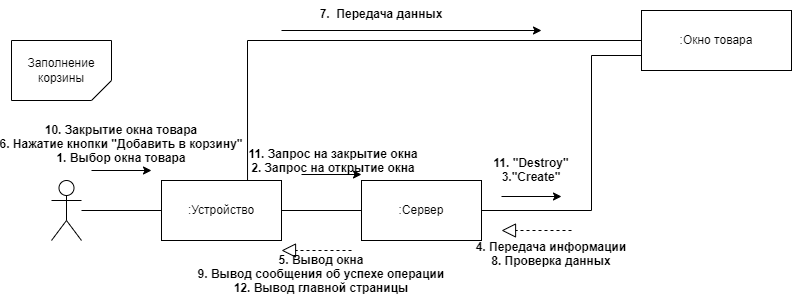 7. Передача данных
:Окно товара
Заполнение
корзины
10. Закрытие окна товара
6. Нажатие кнопки "Добавить в корзину"
1. Выбор окна товара
11. Запрос на закрытие окна
2. Запрос на открытие окна
11. "Destroy"
3."Create"
:Устройство
:Сервер
4. Передача информации
8. Проверка данных
5. Вывод окна
9. Вывод сообщения об успехе операции
12. Вывод главной страницы